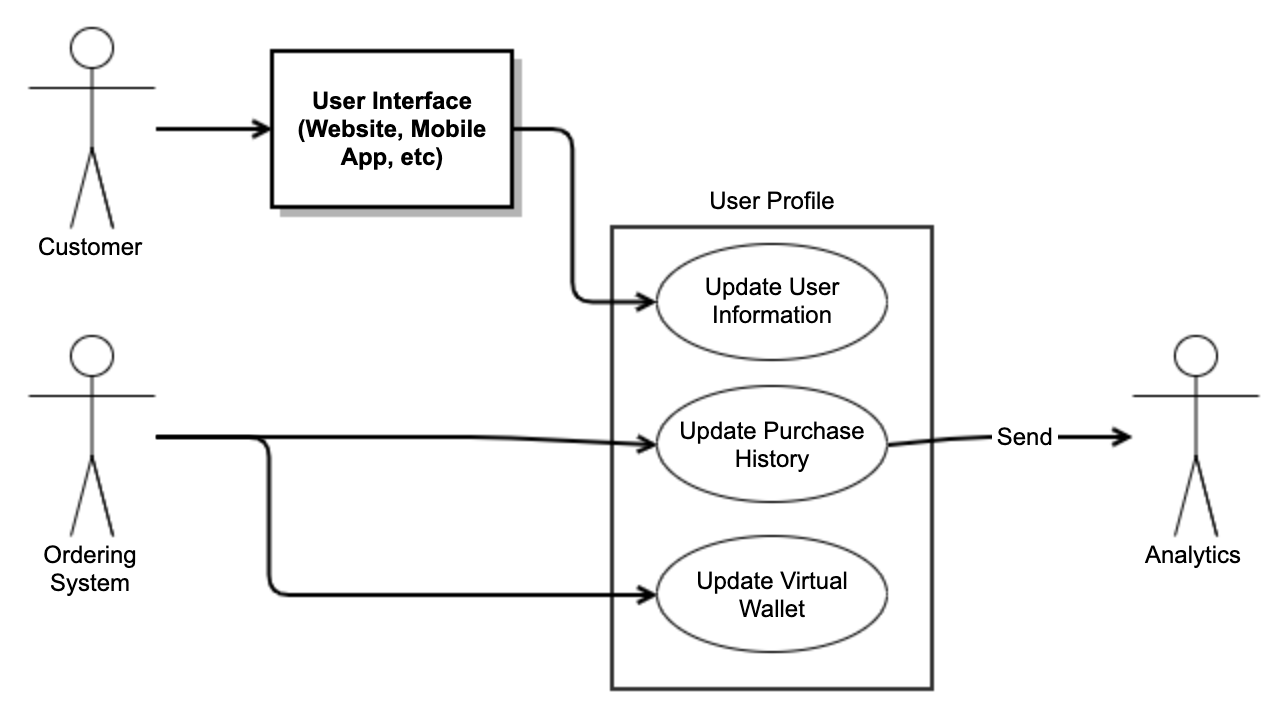 User Interface
(Website, Mobile
App, etc)
Customer
User Profile
Update User
Information
Update Purchase
History
Send
Ordering
System
Analytics
Update Virtual
Wallet